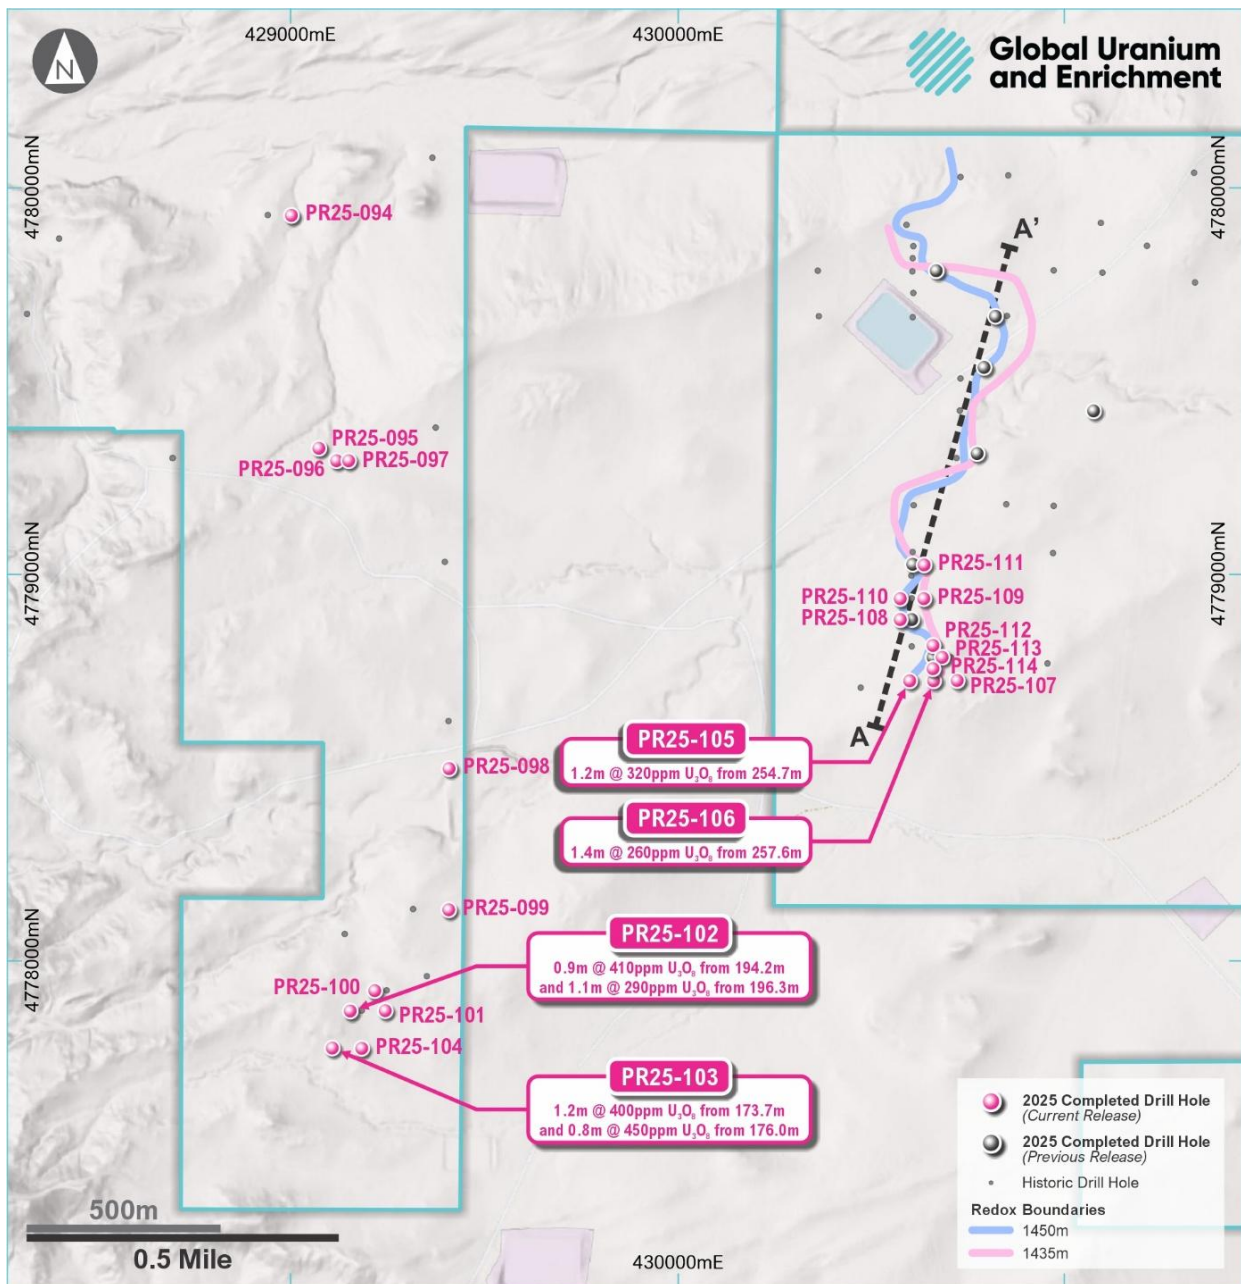 429000mE
430000mE
N
Global Uranium
and Enrichment
4780000mN
4780000mN
PR25-094
A'
PR25-095
PR25-096
PR25-097
4779000mN
4779000mN
PR25-111
PR25-110
PR25-109
PR25-108
PR25-112
PR25-113
PR25-114
PR25-107
A
PR25-105
1.2m @ 320ppm U₃O₈ from 254.7m
PR25-098
PR25-106
1.4m @ 260ppm U₃O₈ from 257.6m
PR25-099
4778000mN
4778000mN
PR25-102
0.9m @ 410ppm U₃O₈ from 194.2m
and 1.1m @ 290ppm U₃O₈ from 196.3m
PR25-100
PR25-101
PR25-104
PR25-103
1.2m @ 400ppm U₃O₈ from 173.7m
and 0.8m @ 450ppm U₃O₈ from 176.0m
2025 Completed Drill Hole
(Current Release)
2025 Completed Drill Hole
(Previous Release)
Historic Drill Hole
Redox Boundaries
1450m
1435m
500m
0.5 Mile
430000mE